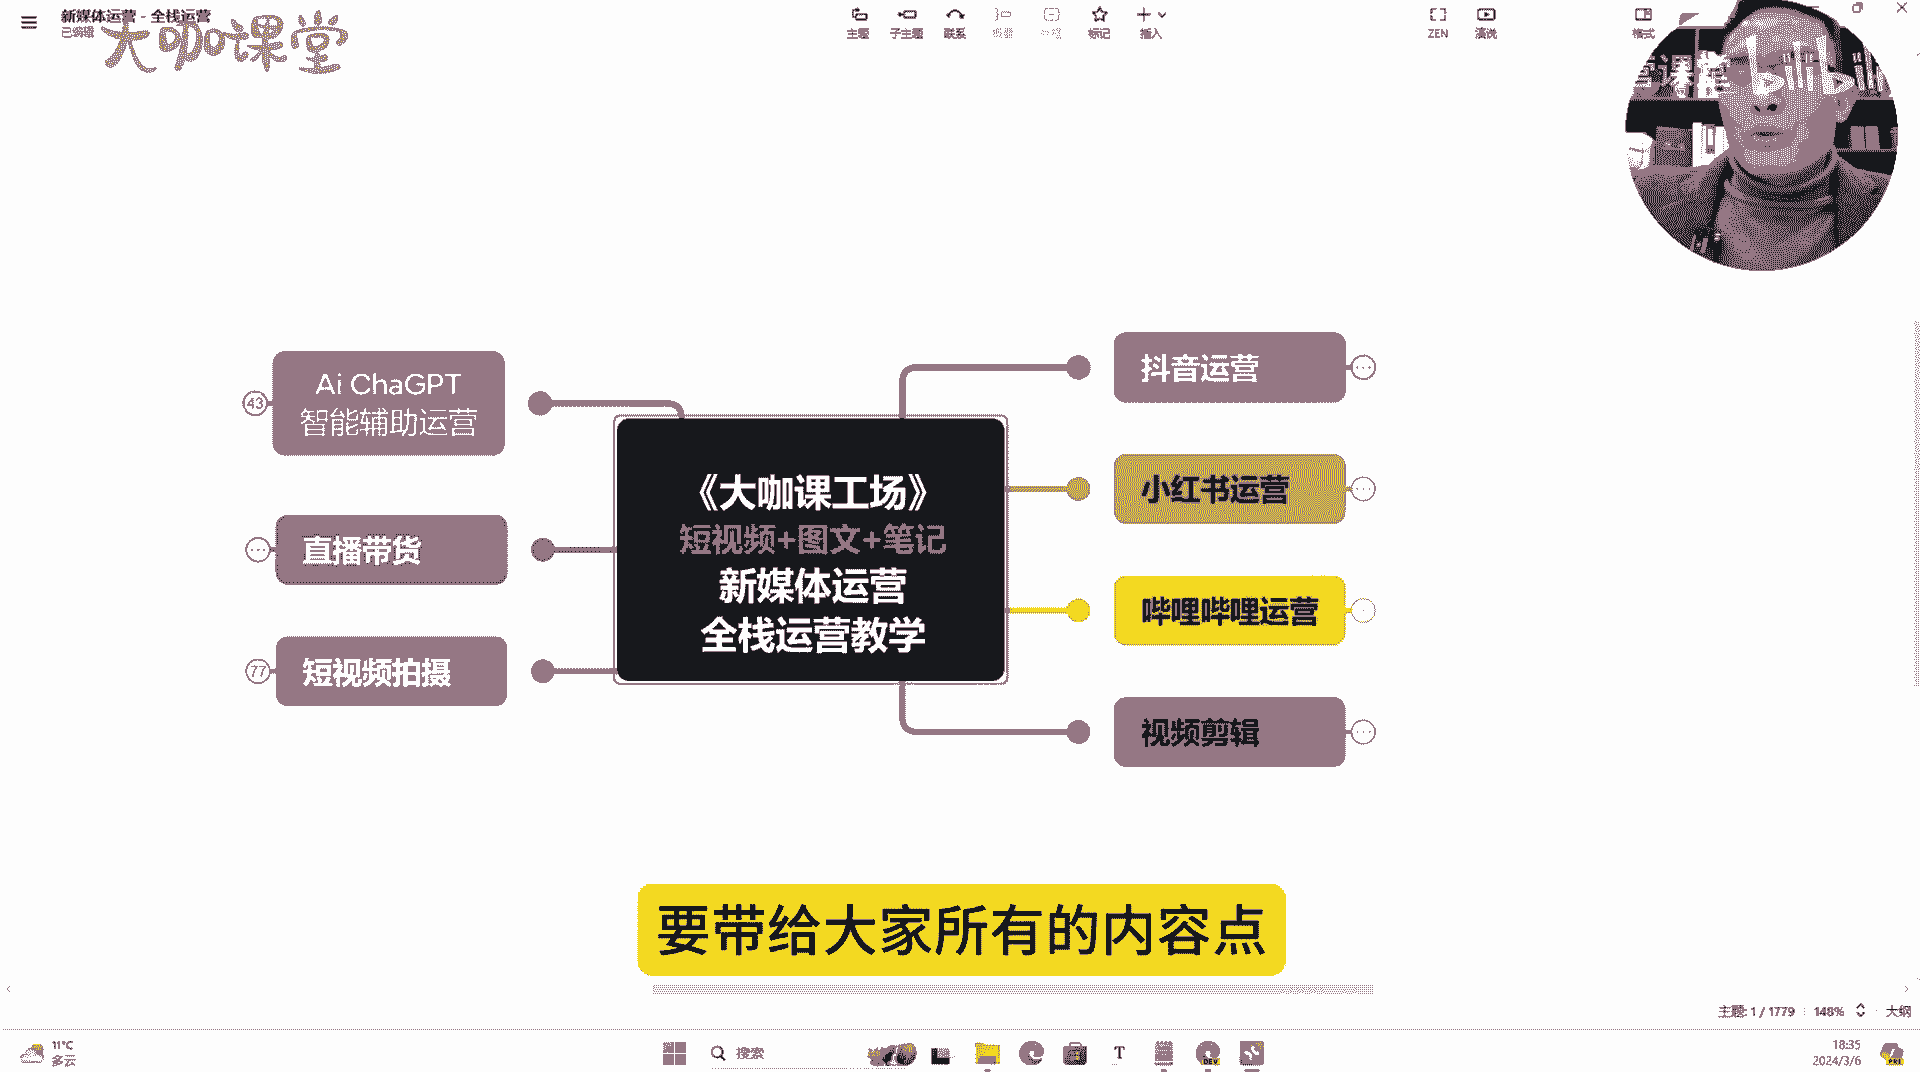 新媒体运营 - 全栈运营
已编辑
大咖课堂
主题
子主题
联系
标记
插入
ZEN
演说
格式
bilibili
Ai ChaGPT
智能辅助运营
43
直播带货
短视频拍摄
77
《大咖课工场》
短视频+图文+笔记
新媒体运营
全栈运营教学
抖音运营
小红书运营
哔哩哔哩运营
视频剪辑
要带给大家所有的内容点
主题: 1 / 1779
148%
大纲
11°C
多云
搜索
T
DEV
18:35
2024/3/6
PRE